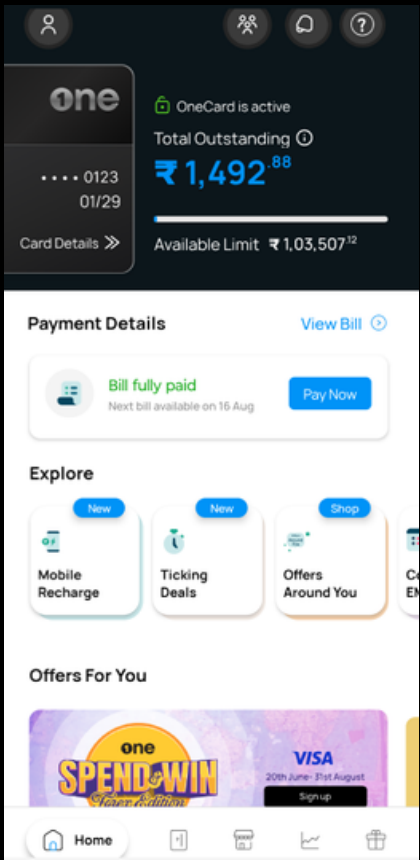 one
OneCard is active
Total Outstanding
₹ 1,492.88
•••• 0123
01/29
Card Details
Available Limit ₹ 1,03,507.12
Payment Details
View Bill
Bill fully paid
Next bill available on 16 Aug
Pay Now
Explore
New
New
Shop
Mobile
Recharge
Ticking
Deals
Offers
Around You
Offers For You
one
SPEND & WIN
Forex Edition
VISA
20th June- 31st August
Sign up
Home